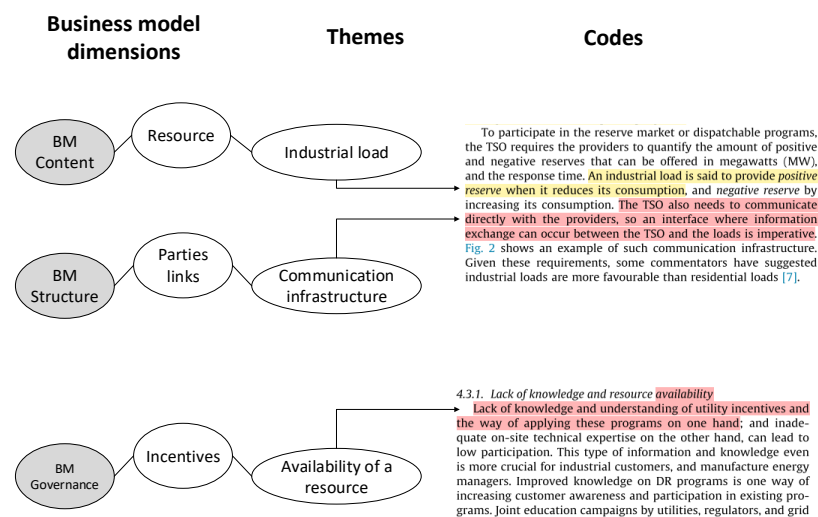 Business model
dimensions
Themes
Codes
BM
Content
Resource
Industrial load
To participate in the reserve market or dispatchable programs,
the TSO requires the providers to quantify the amount of positive
and negative reserves that can be offered in megawatts (MW),
and the response time. An industrial load is said to provide positive
reserve when it reduces its consumption, and negative reserve by
increasing its consumption. The TSO also needs to communicate
directly with the providers, so an interface where information
exchange can occur between the TSO and the loads is imperative.
Fig. 2 shows an example of such communication infrastructure.
Given these requirements, some commentators have suggested
industrial loads are more favourable than residential loads [7].
BM
Structure
Parties
links
Communication
infrastructure
BM
Governance
Incentives
Availability of a
resource
4.3.1. Lack of knowledge and resource availability
Lack of knowledge and understanding of utility incentives and
the way of applying these programs on one hand; and inade-
quate on-site technical expertise on the other hand, can lead to
low participation. This type of information and knowledge even
is more crucial for industrial customers, and manufacture energy
managers. Improved knowledge on DR programs is one way of
increasing customer awareness and participation in existing pro-
grams. Joint education campaigns by utilities, regulators, and grid